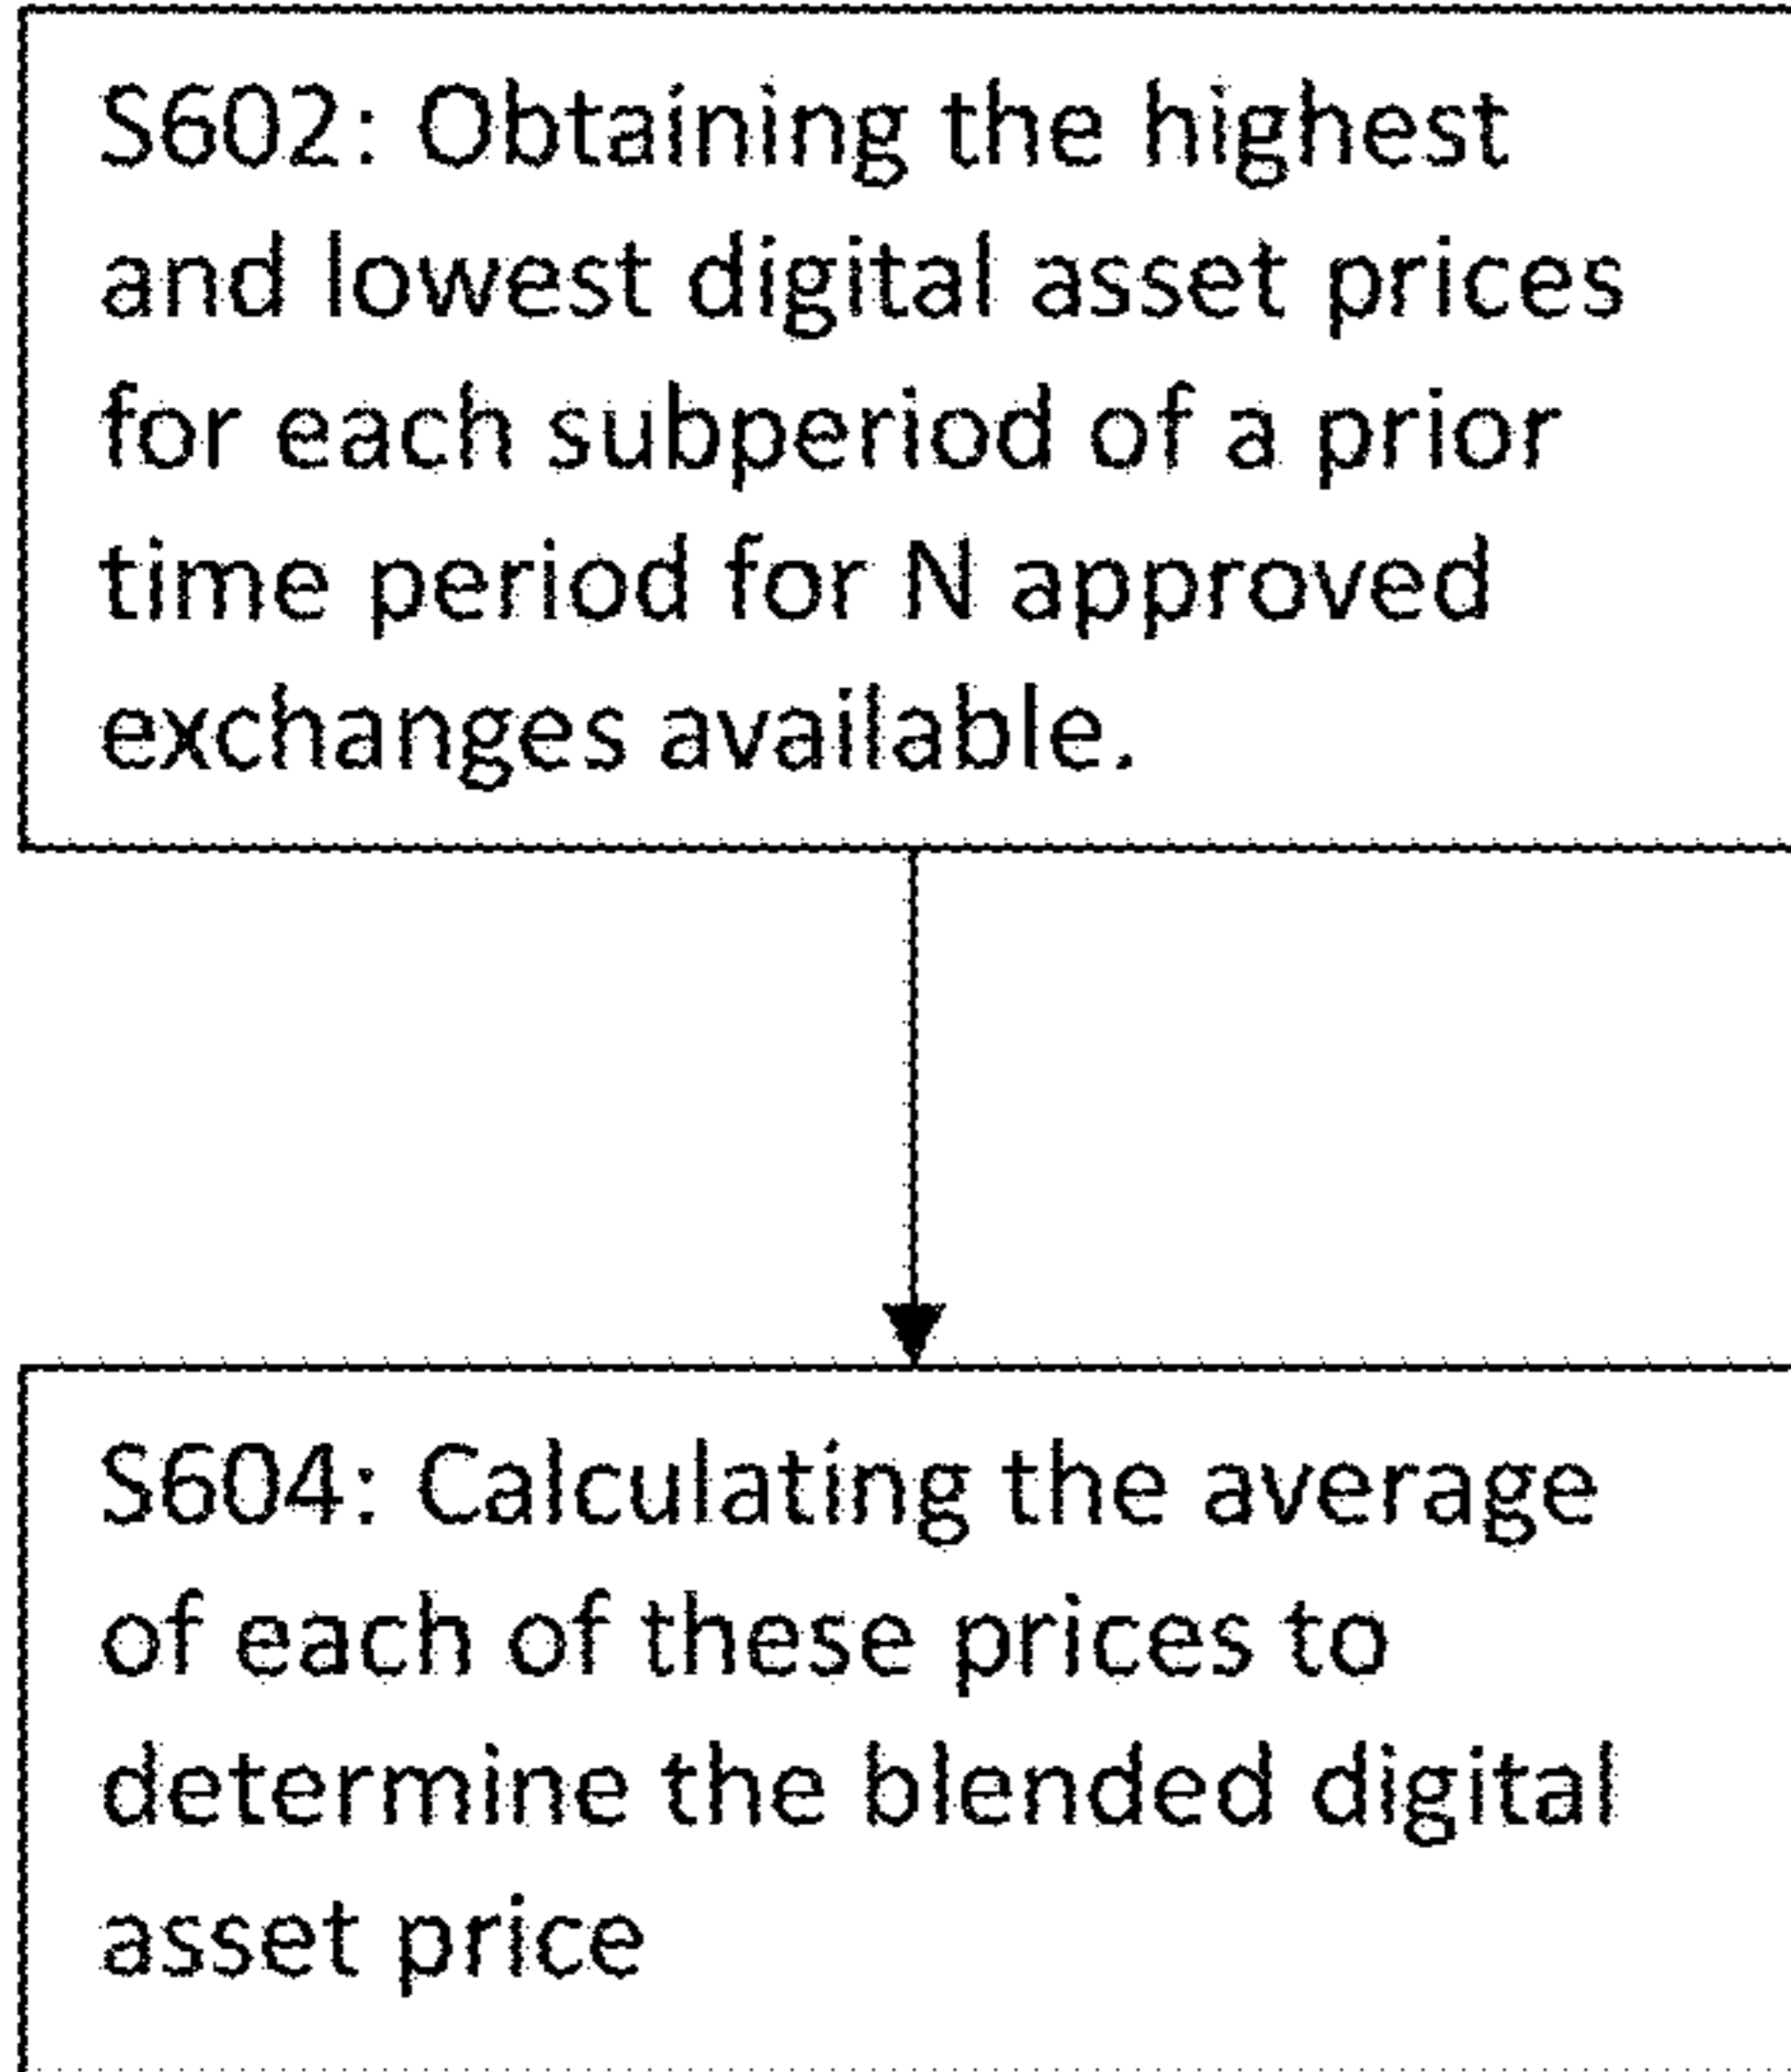 S602: Obtaining the highest
and lowest digital asset prices
for each subperiod of a prior
time period for N approved
exchanges available.
S604: Calculating the average
of each of these prices to
determine the blended digital
asset price